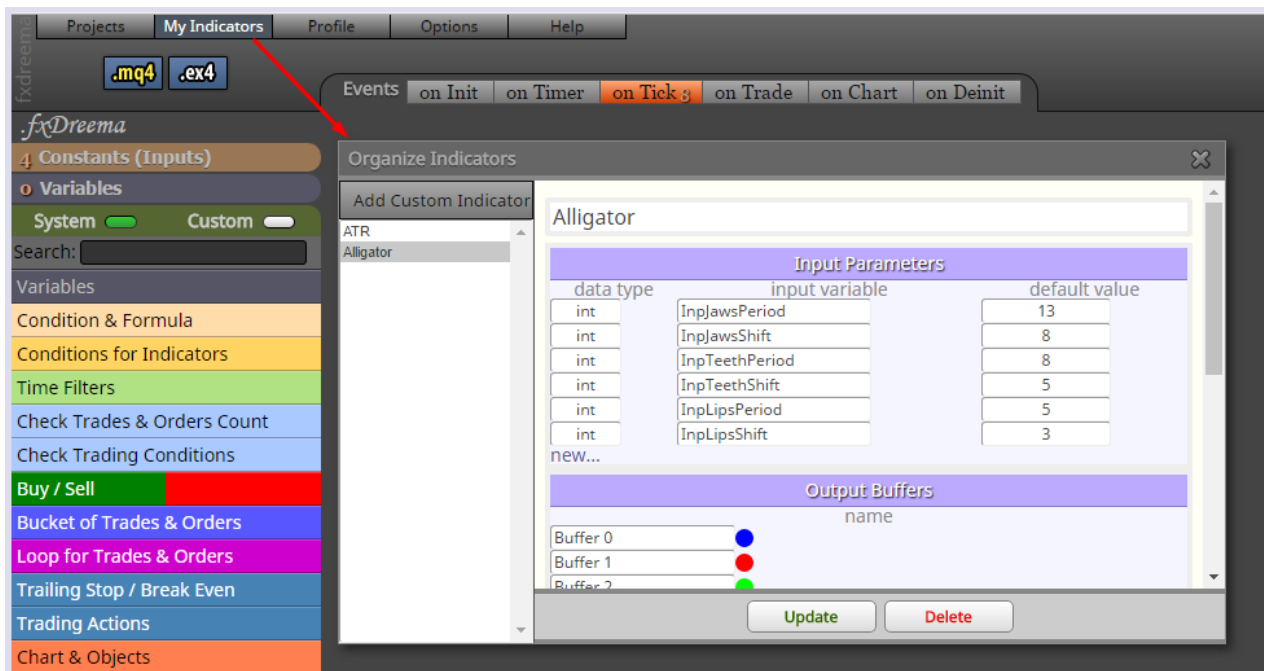 fxdreema
Projects My Indicators Profile Options Help
.mq4 .ex4
Events on Init on Timer on Tick 3 on Trade on Chart on Deinit
.fxDreema
4 Constants (Inputs)
0 Variables
System Custom
Search:
Variables
Condition & Formula
Conditions for Indicators
Time Filters
Check Trades & Orders Count
Check Trading Conditions
Buy / Sell
Bucket of Trades & Orders
Loop for Trades & Orders
Trailing Stop / Break Even
Trading Actions
Chart & Objects
Organize Indicators
Add Custom Indicator
ATR
Alligator
Alligator
Input Parameters
data type input variable default value
int InpJawsPeriod 13
int InpJawsShift 8
int InpTeethPeriod 8
int InpTeethShift 5
int InpLipsPeriod 5
int InpLipsShift 3
new...
Output Buffers
name
Buffer 0
Buffer 1
Buffer 2
Update Delete